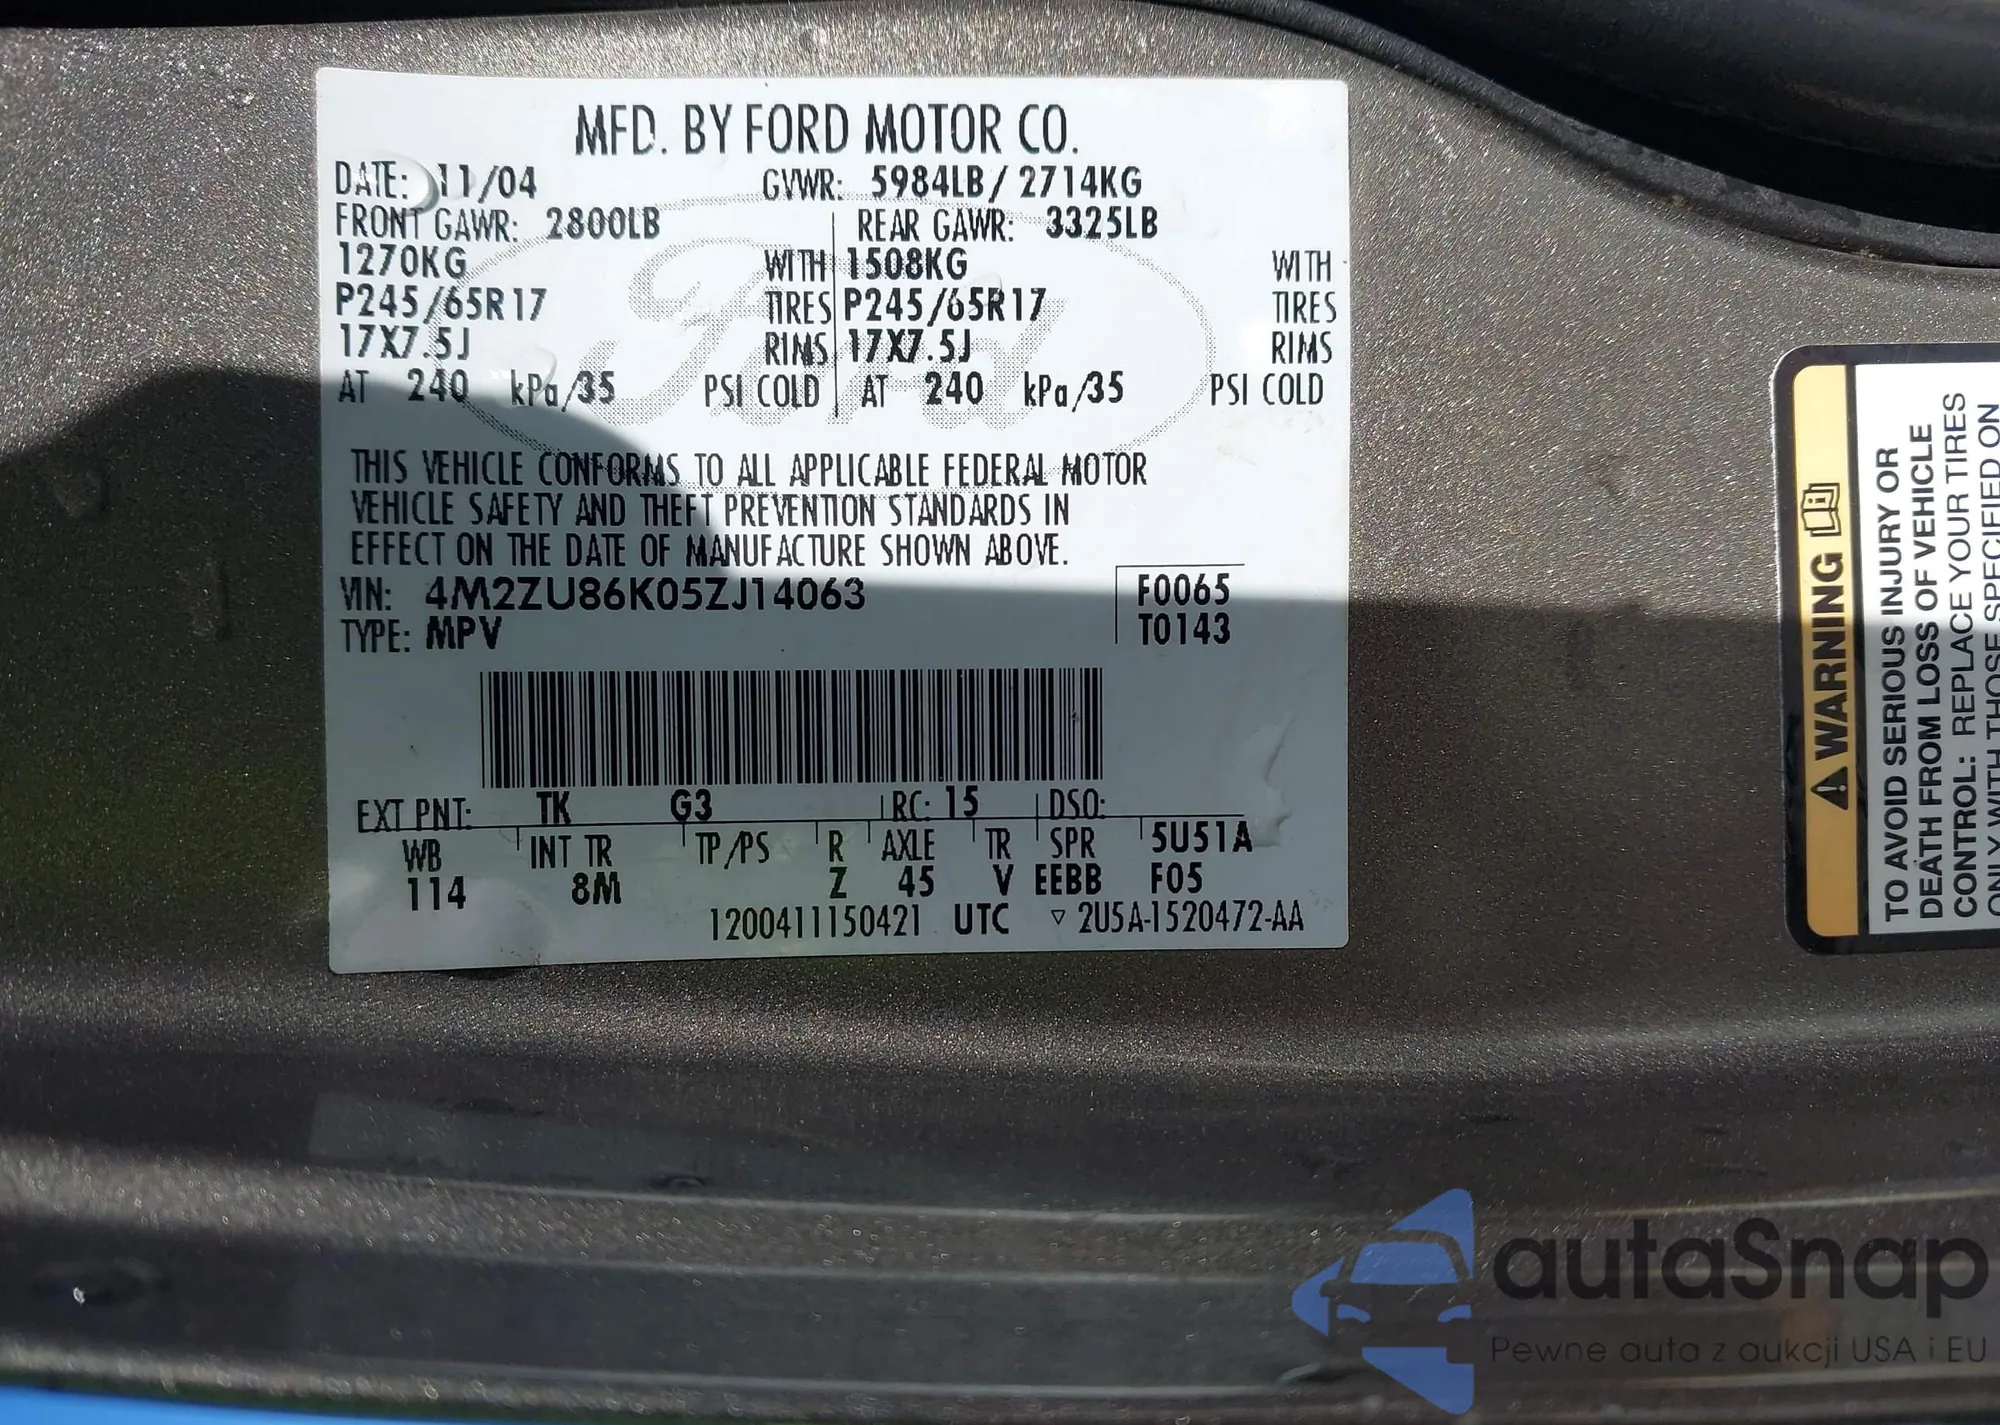 MFD. BY FORD MOTOR CO.
DATE: 11/04 GVWR: 5984LB/ 2714KG
FRONT GAWR: 2800LB REAR GAWR: 3325LB
1270KG WITH 1508KG WITH
P245/65R17 TIRES P245/65R17 TIRES
17X7.5J RIMS 17X7.5J RIMS
AT 240 kPa/35 PSI COLD AT 240 kPa/35 PSI COLD
THIS VEHICLE CONFORMS TO ALL APPLICABLE FEDERAL MOTOR
VEHICLE SAFETY AND THEFT PREVENTION STANDARDS IN
EFFECT ON THE DATE OF MANUFACTURE SHOWN ABOVE.
VIN: 4M2ZU86K05ZJ14063 F0065
TYPE: MPV T0143
EXT PNT: TK G3 RC: 15 DSO:
WB INT TR TP/PS R AXLE TR SPR 5U51A
114 8M Z 45 V EEBB F05
1200411150421 UTC ▽ 2U5A-1520472-AA
Ford
⚠ WARNING
TO AVOID SERIOUS INJURY OR
DEATH FROM LOSS OF VEHICLE
CONTROL: REPLACE YOUR TIRES
ONLY WITH THOSE SPECIFIED ON
autaSnap
Pewne auta z aukcji USA i EU